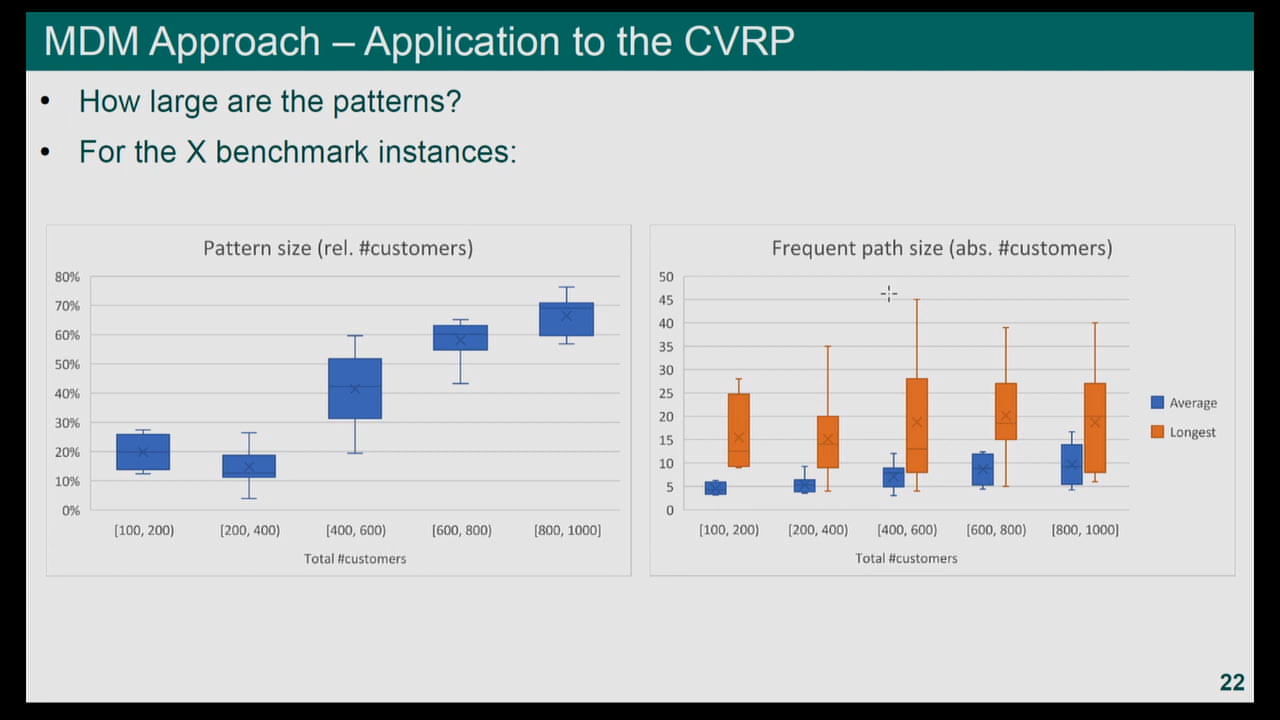 MDM Approach – Application to the CVRP
• How large are the patterns?
• For the X benchmark instances:
Pattern size (rel. #customers)
80%
70%
60%
50%
40%
30%
20%
10%
0%
[100, 200) [200, 400) [400, 600) [600, 800) [800, 1000]
Total #customers
Frequent path size (abs. #customers)
50
45
40
35
30
25
20
15
10
5
0
[100, 200) [200, 400) [400, 600) [600, 800) [800, 1000]
Total #customers
Average
Longest
22